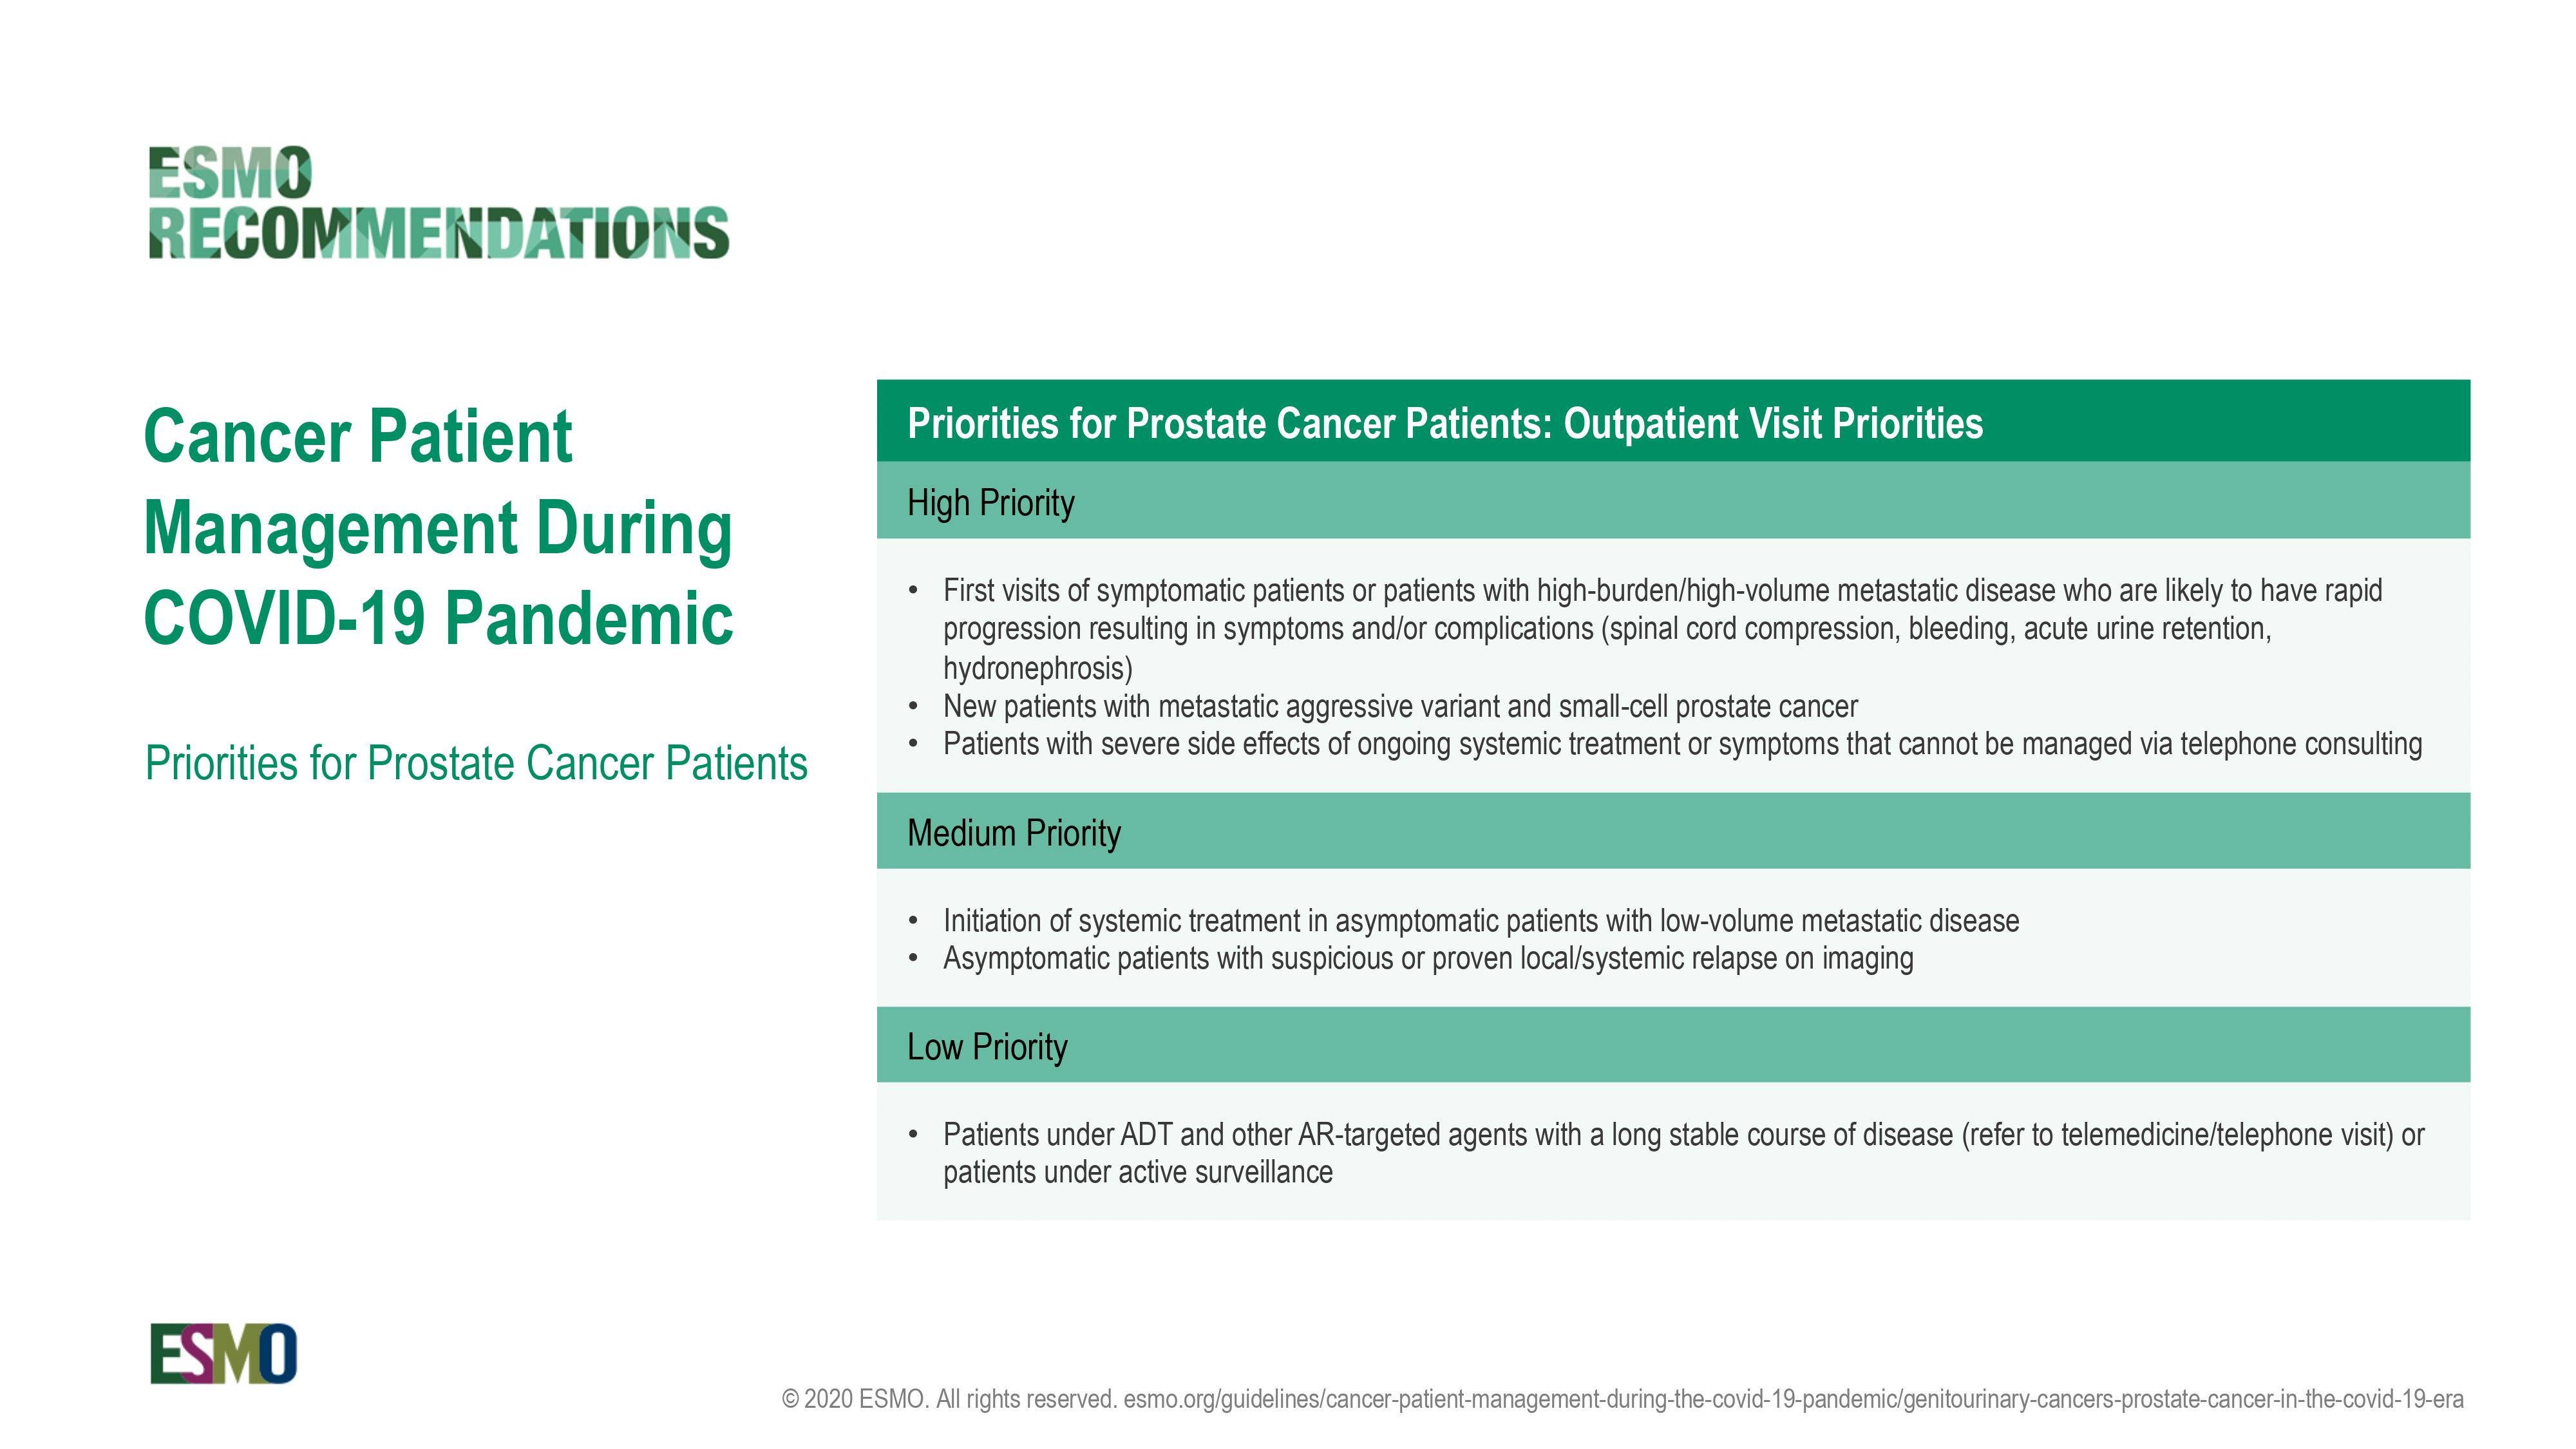 ESMO
RECOMMENDATIONS
Cancer Patient
Management During
COVID-19 Pandemic
Priorities for Prostate Cancer Patients
Priorities for Prostate Cancer Patients: Outpatient Visit Priorities
High Priority
• First visits of symptomatic patients or patients with high-burden/high-volume metastatic disease who are likely to have rapid
progression resulting in symptoms and/or complications (spinal cord compression, bleeding, acute urine retention,
hydronephrosis)
• New patients with metastatic aggressive variant and small-cell prostate cancer
• Patients with severe side effects of ongoing systemic treatment or symptoms that cannot be managed via telephone consulting
Medium Priority
• Initiation of systemic treatment in asymptomatic patients with low-volume metastatic disease
• Asymptomatic patients with suspicious or proven local/systemic relapse on imaging
Low Priority
• Patients under ADT and other AR-targeted agents with a long stable course of disease (refer to telemedicine/telephone visit) or
patients under active surveillance
ESMO
© 2020 ESMO. All rights reserved. esmo.org/guidelines/cancer-patient-management-during-the-covid-19-pandemic/genitourinary-cancers-prostate-cancer-in-the-covid-19-era